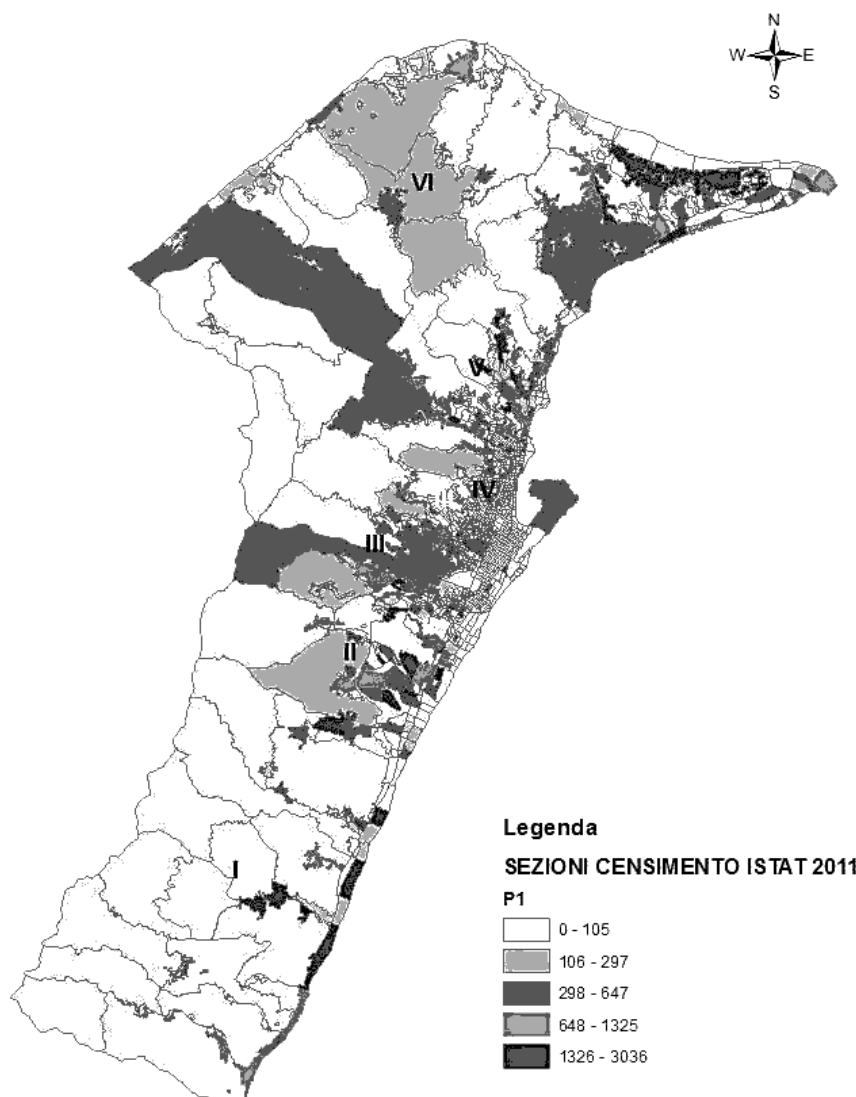 N
W E
S
VI
V
IV
III
II
I
Legenda
SEZIONI CENSIMENTO ISTAT 2011
P1
0 - 105
106 - 297
298 - 647
648 - 1325
1326 - 3036